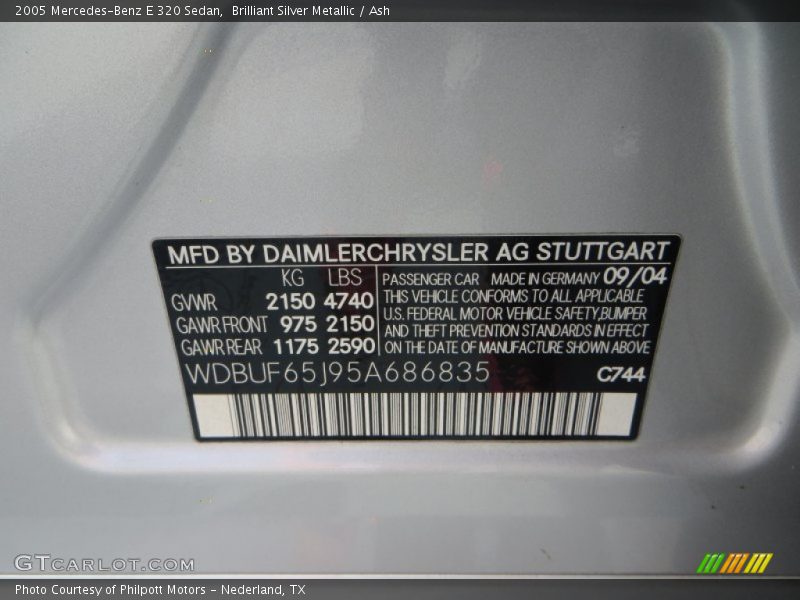 2005 Mercedes-Benz E 320 Sedan, Brilliant Silver Metallic / Ash
MFD BY DAIMLERCHRYSLER AG STUTTGART
KG LBS
GVWR 2150 4740
GAWR FRONT 975 2150
GAWR REAR 1175 2590
PASSENGER CAR MADE IN GERMANY 09/04
THIS VEHICLE CONFORMS TO ALL APPLICABLE
U.S. FEDERAL MOTOR VEHICLE SAFETY,BUMPER
AND THEFT PREVENTION STANDARDS IN EFFECT
ON THE DATE OF MANUFACTURE SHOWN ABOVE
WDBUF65J95A686835
C744
GTCARLOT.COM
Photo Courtesy of Philpott Motors - Nederland, TX